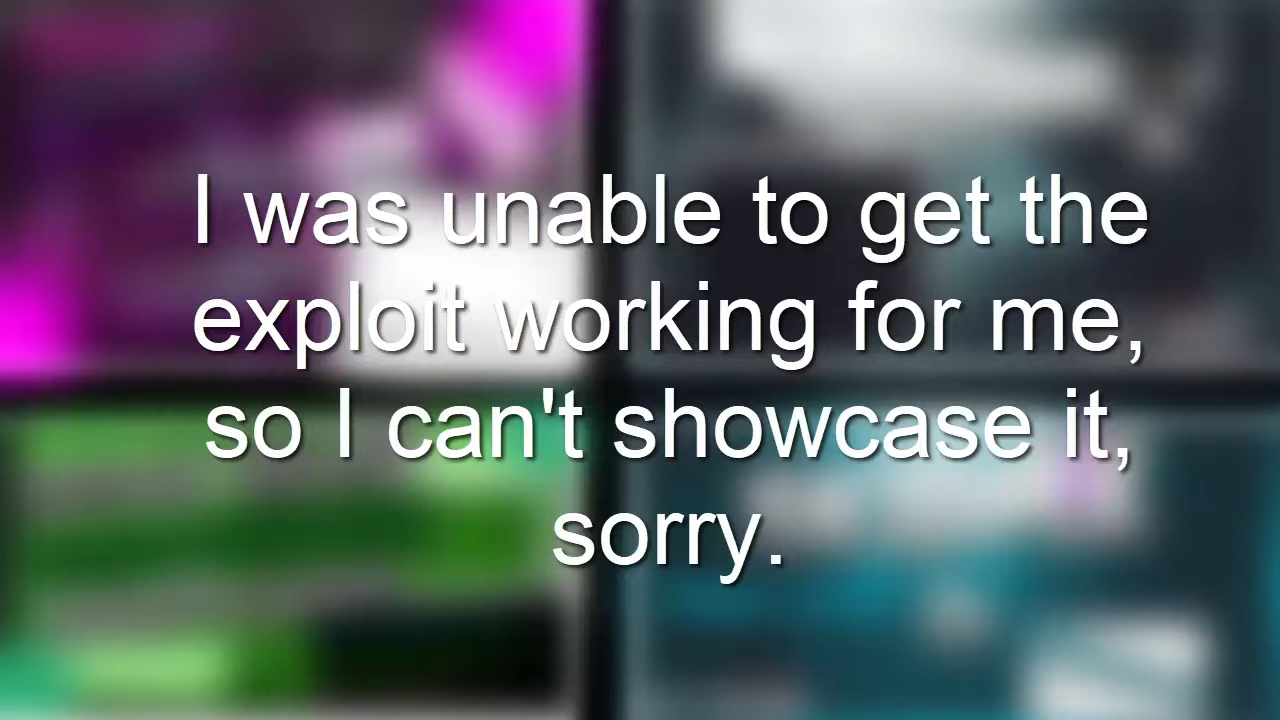 I was unable to get the
exploit working for me,
so I can't showcase it,
sorry.